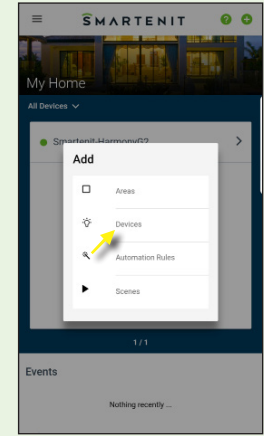 SMARTENIT
My Home
All Devices
Smartenit-HarmonyG2
Add
Areas
Devices
Automation Rules
Scenes
1 / 1
Events
Nothing recently ...